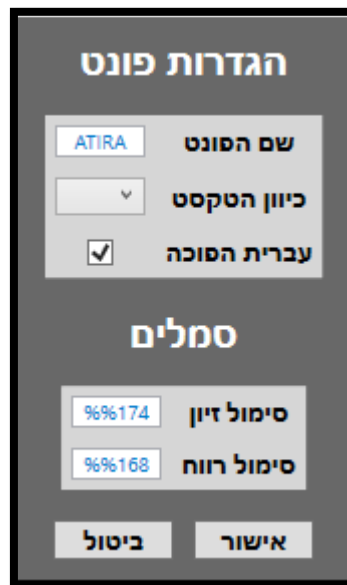 הגדרות פונט
שם הפונט ATIRA
כיוון הטקסט
עברית הפוכה
סמלים
סימול זיון %%174
סימול רווח %%168
אישור ביטול